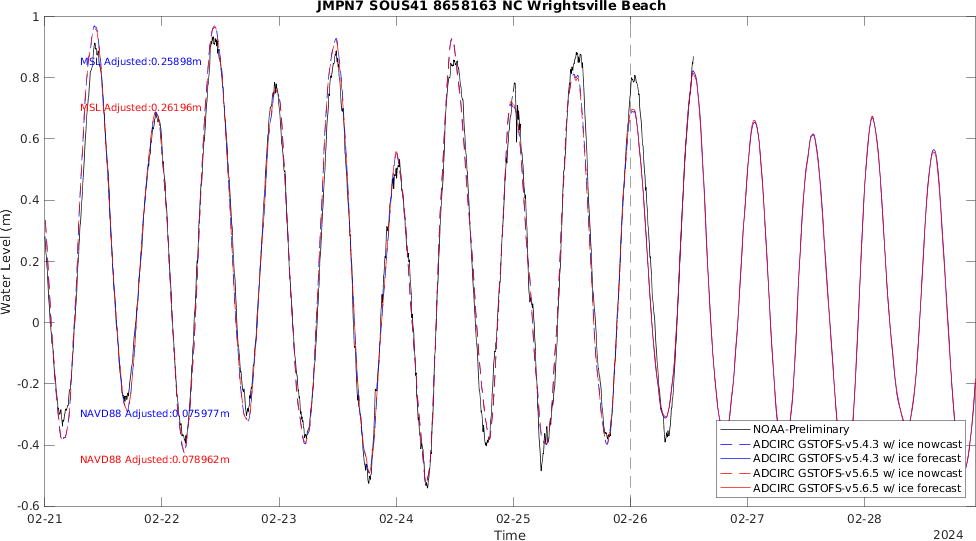 JMPN7 SOUS41 8658163 NC Wrightsville Beach
1
MSL Adjusted:0.25898m
0.8
MSL Adjusted:0.26196m
0.6
0.4
Water Level (m)
0.2
0
-0.2
NAVD88 Adjusted:0.075977m
-0.4
NAVD88 Adjusted:0.078962m
-0.6
NOAA-Preliminary
ADCIRC GSTOFS-v5.4.3 w/ ice nowcast
ADCIRC GSTOFS-v5.4.3 w/ ice forecast
ADCIRC GSTOFS-v5.6.5 w/ ice nowcast
ADCIRC GSTOFS-v5.6.5 w/ ice forecast
02-21 02-22 02-23 02-24 02-25 02-26 02-27 02-28
Time
2024